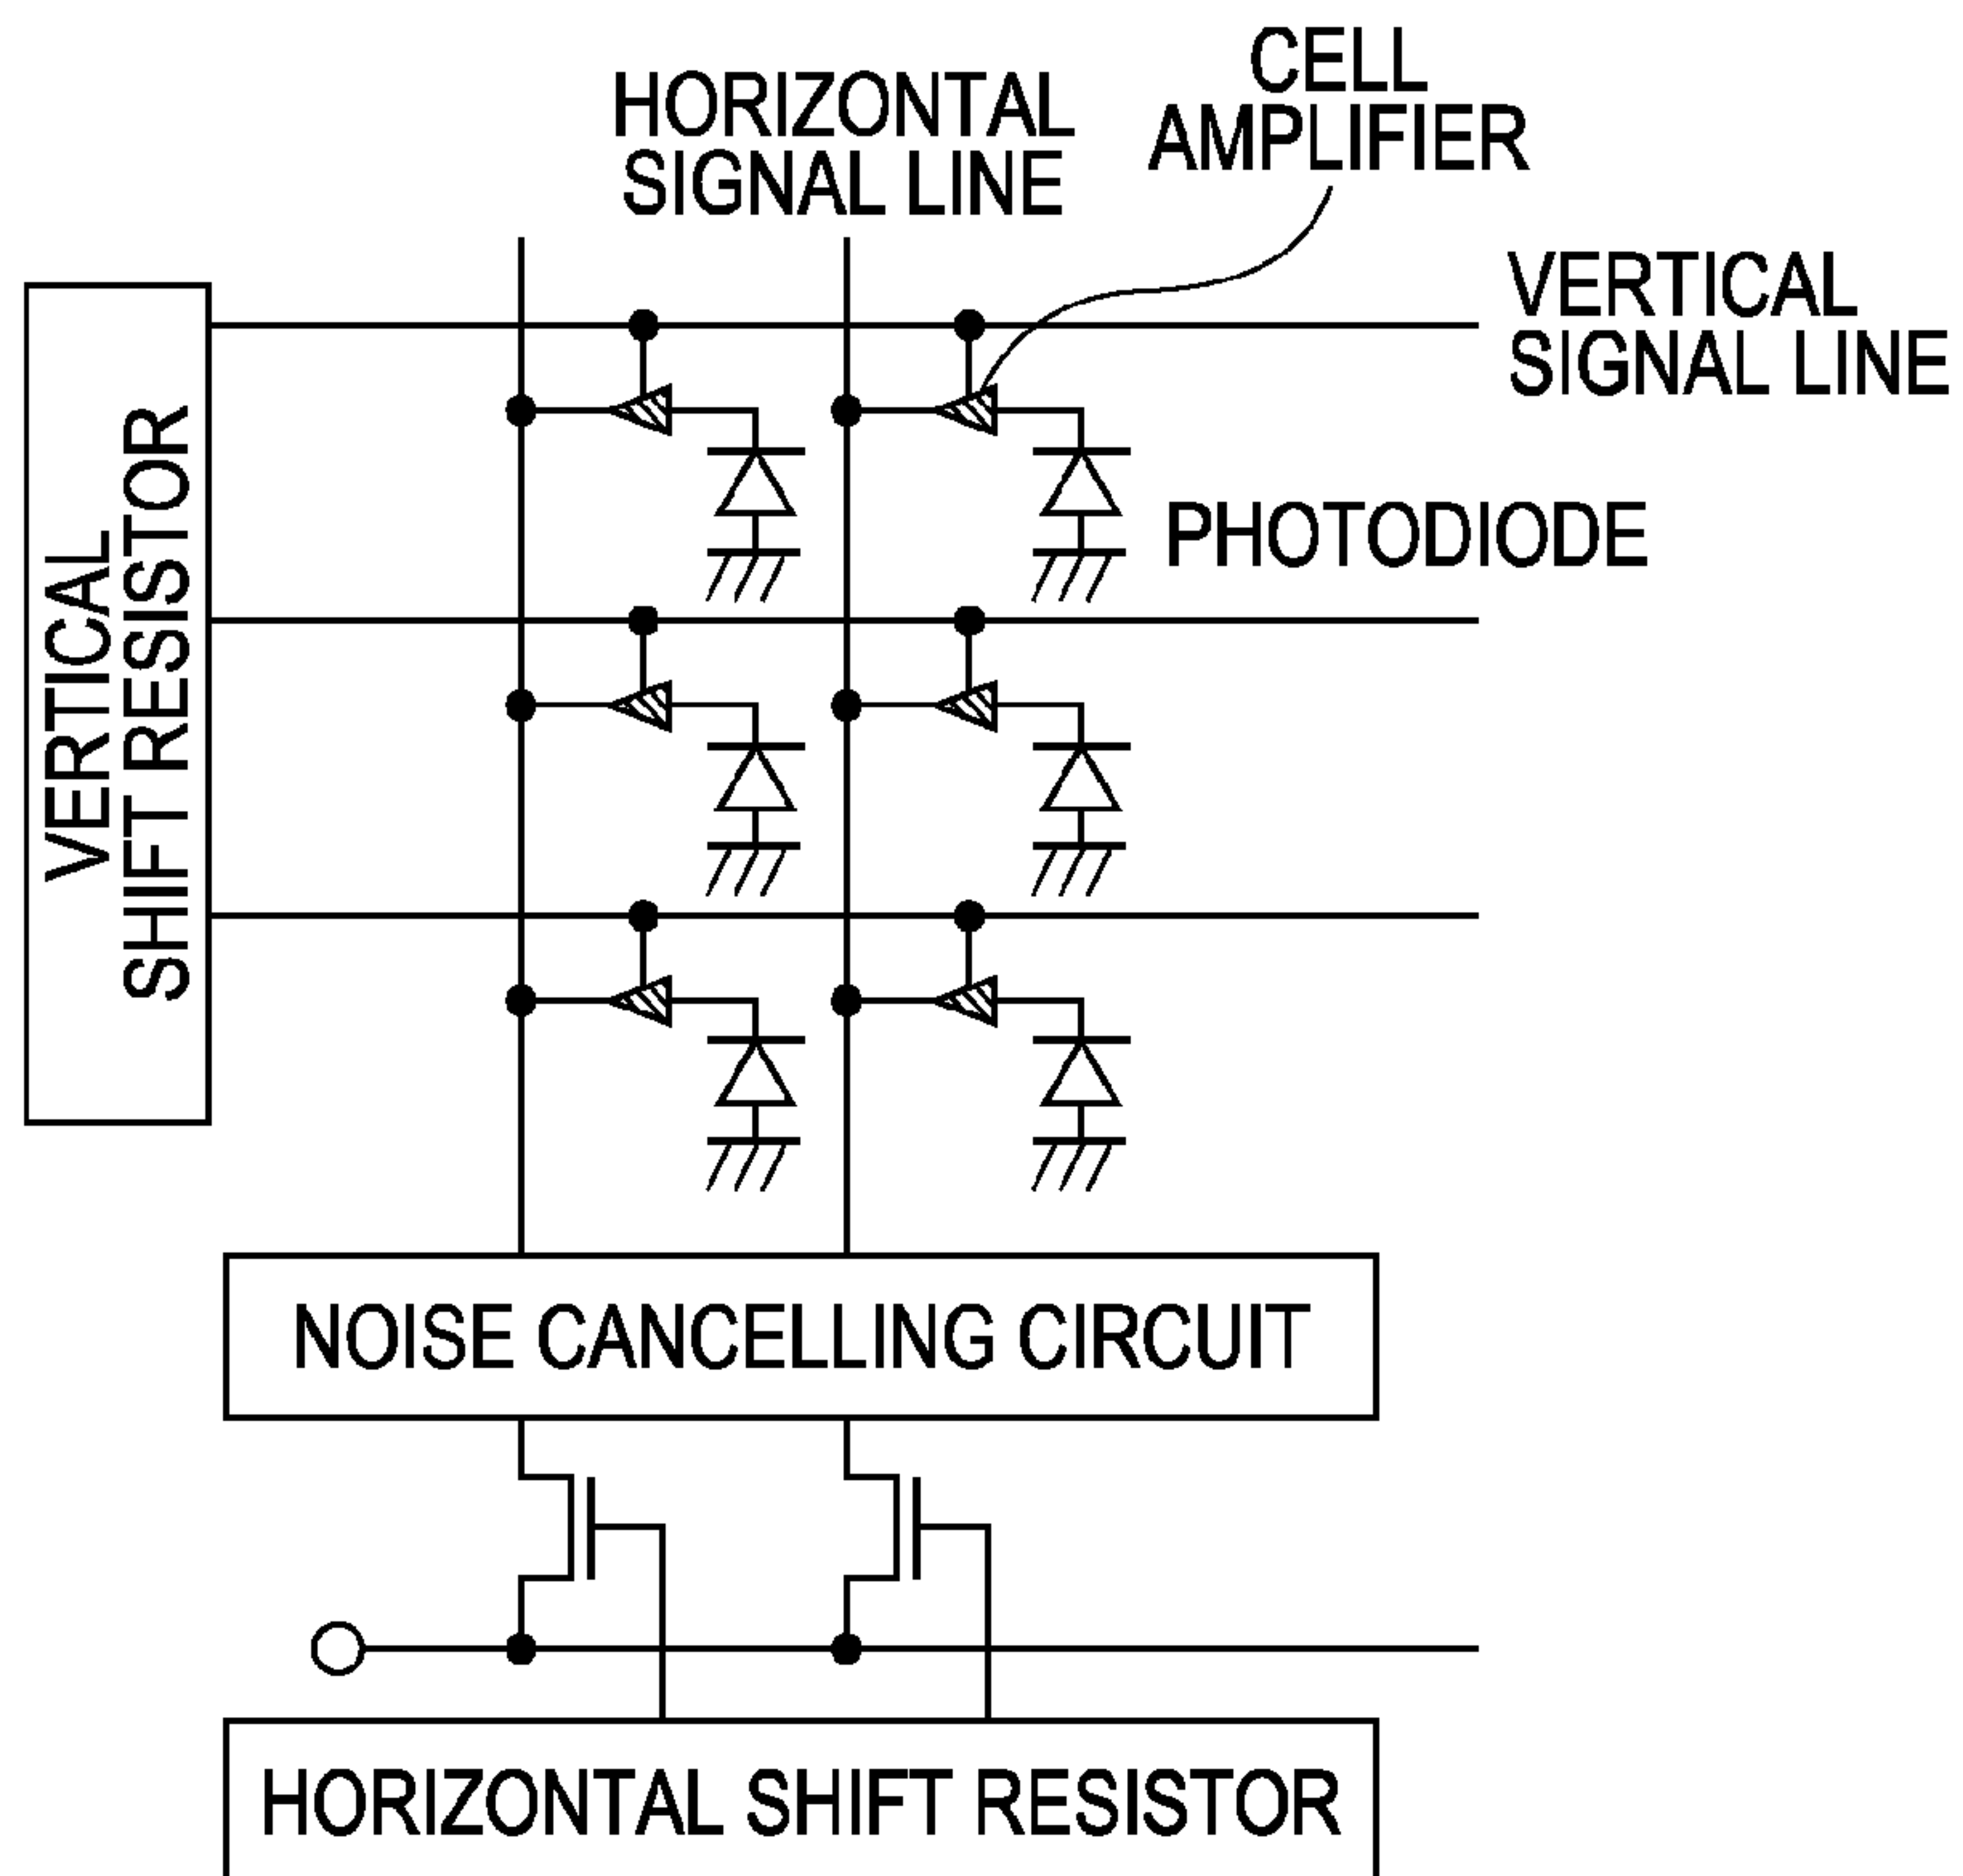 CELL
AMPLIFIER
HORIZONTAL
SIGNAL LINE
VERTICAL
SIGNAL LINE
VERTICAL
SHIFT RESISTOR
PHOTODIODE
NOISE CANCELLING CIRCUIT
HORIZONTAL SHIFT RESISTOR